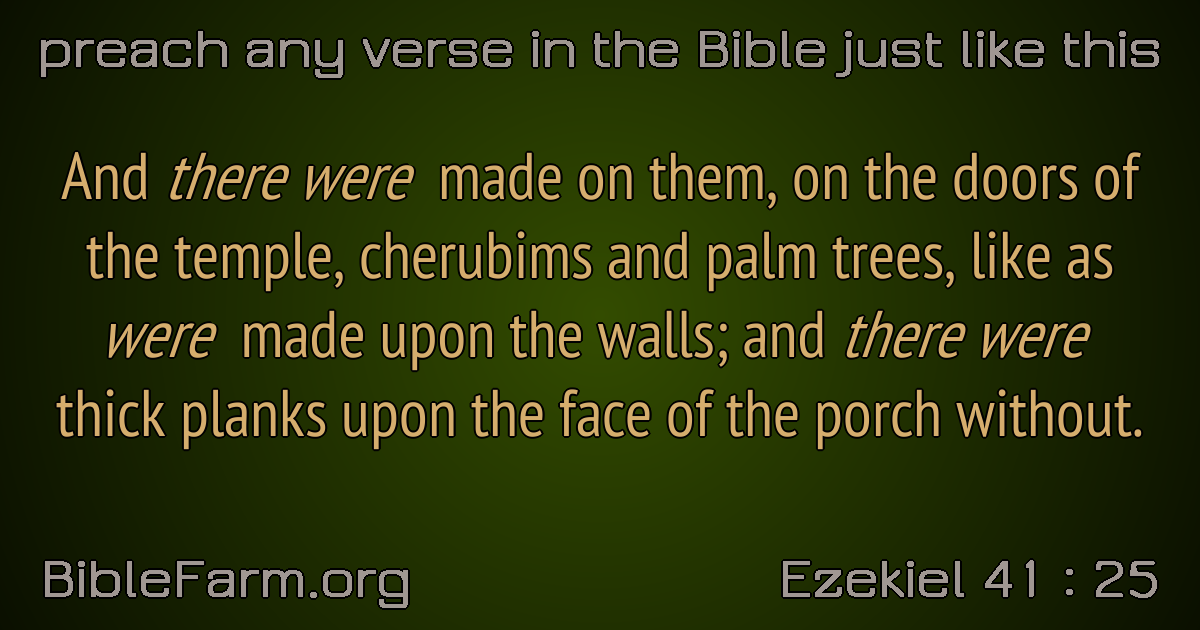 preach any verse in the Bible just like this
And there were made on them, on the doors of
the temple, cherubims and palm trees, like as
were made upon the walls; and there were
thick planks upon the face of the porch without.
BibleFarm.org
Ezekiel 41 : 25